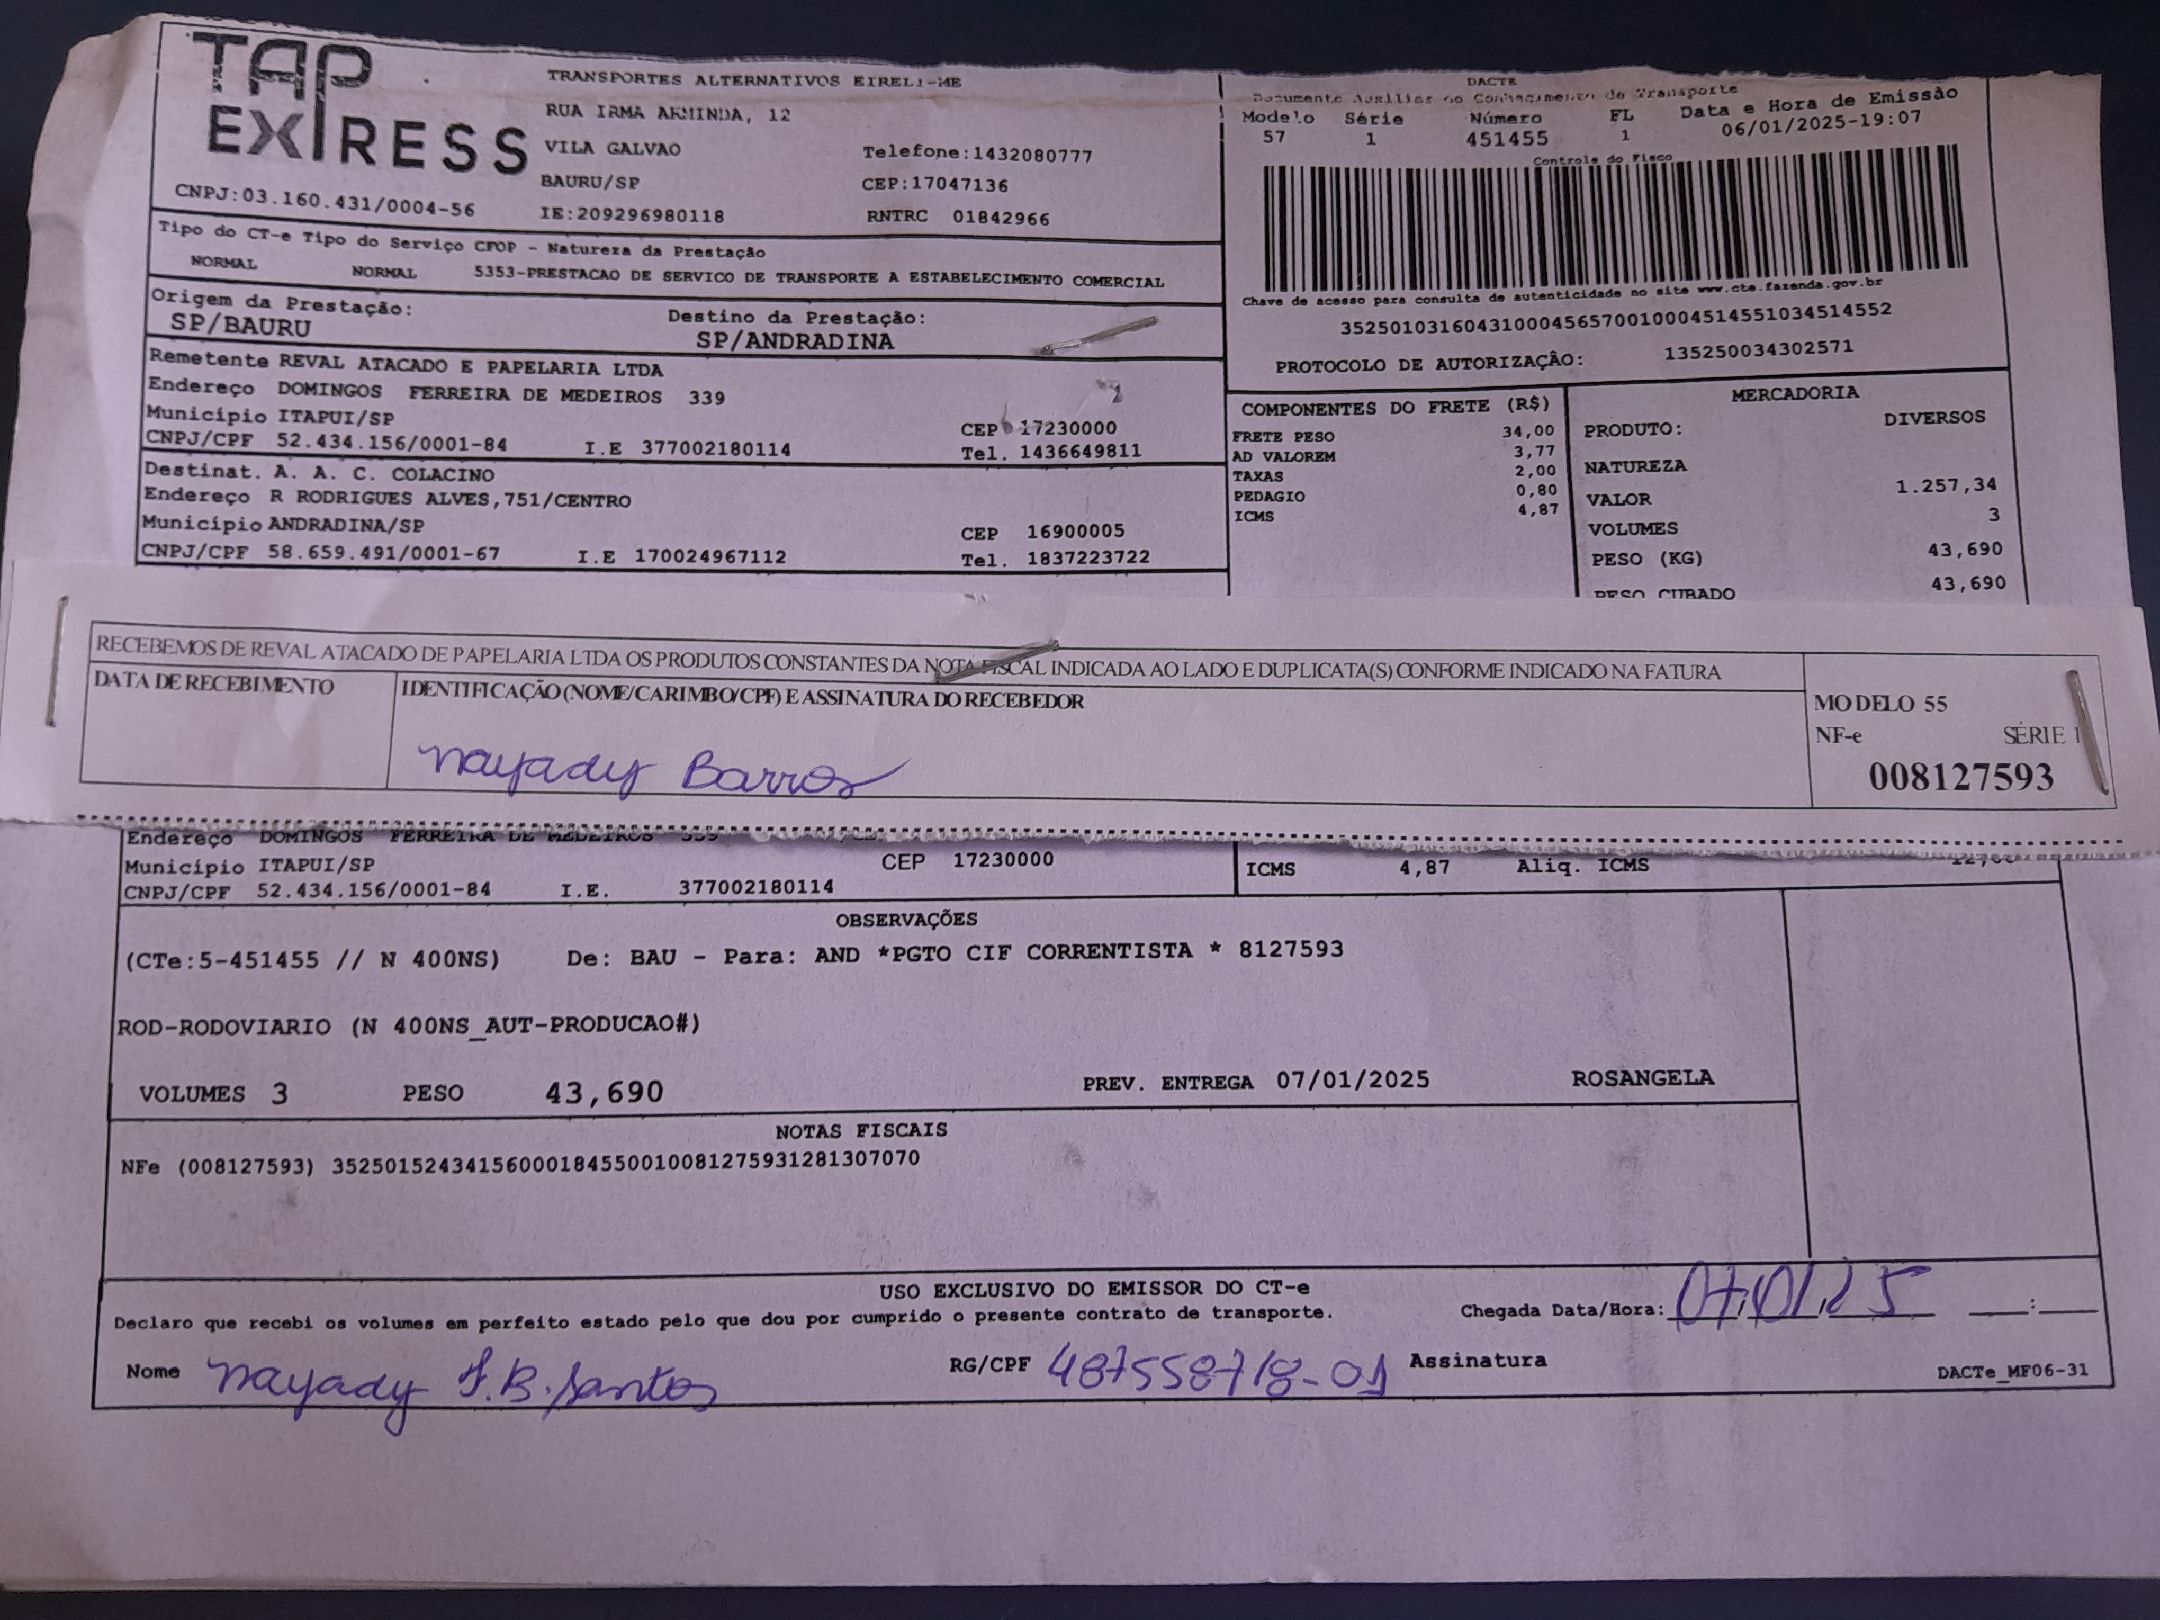 TAP
EXPRESS
CNPJ:03.160.431/0004-56
TRANSPORTES ALTERNATIVOS EIRELI-ME
RUA IRMA ARMINDA, 12
VILA GALVAO
Telefone:1432080777
BAURU/SP
CEP:17047136
IE:209296980118
RNTRC 01842966
DACTE
Documento Auxiliar do Conhecimento de Transporte
Modelo Série Número FL Data e Hora de Emissão
57 1 451455 1 06/01/2025-19:07
Controle do Fisco
Chave de acesso para consulta de autenticidade no site www.cte.fazenda.gov.br
35250103160431000456570010004514551034514552
PROTOCOLO DE AUTORIZAÇÂO: 135250034302571
Tipo do CT-e Tipo do Serviço CFOP - Natureza da Prestação
NORMAL NORMAL 5353-PRESTACAO DE SERVICO DE TRANSPORTE A ESTABELECIMENTO COMERCIAL
Origem da Prestação:
SP/BAURU
Destino da Prestação:
SP/ANDRADINA
Remetente REVAL ATACADO E PAPELARIA LTDA
Endereço DOMINGOS FERREIRA DE MEDEIROS 339
Município ITAPUI/SP CEP 17230000
CNPJ/CPF 52.434.156/0001-84 I.E 377002180114 Tel. 1436649811
Destinat. A. A. C. COLACINO
Endereço R RODRIGUES ALVES,751/CENTRO
Município ANDRADINA/SP CEP 16900005
CNPJ/CPF 58.659.491/0001-67 I.E 170024967112 Tel. 1837223722
COMPONENTES DO FRETE (R$)
FRETE PESO 34,00
AD VALOREM 3,77
TAXAS 2,00
PEDAGIO 0,80
ICMS 4,87
MERCADORIA
PRODUTO: DIVERSOS
NATUREZA
VALOR 1.257,34
VOLUMES 3
PESO (KG) 43,690
PESO CUBADO 43,690
RECEBEMOS DE REVAL ATACADO DE PAPELARIA LTDA OS PRODUTOS CONSTANTES DA NOTA FISCAL INDICADA AO LADO E DUPLICATA(S) CONFORME INDICADO NA FATURA
DATA DE RECEBIMENTO
IDENTIFICAÇÃO (NOME/CARIMBO/CPF) E ASSINATURA DO RECEBEDOR
Nayady Barros
MODELO 55
NF-e SÉRIE 1
008127593
Endereço DOMINGOS FERREIRA DE MEDEIROS 339
Município ITAPUI/SP CEP 17230000
CNPJ/CPF 52.434.156/0001-84 I.E. 377002180114
ICMS 4,87 Aliq. ICMS
OBSERVAÇÕES
(CTe:5-451455 // N 400NS) De: BAU - Para: AND *PGTO CIF CORRENTISTA * 8127593
ROD-RODOVIARIO (N 400NS_AUT-PRODUCAO#)
VOLUMES 3 PESO 43,690 PREV. ENTREGA 07/01/2025 ROSANGELA
NOTAS FISCAIS
NFe (008127593) 35250152434156000184550010081275931281307070
USO EXCLUSIVO DO EMISSOR DO CT-e
Declaro que recebi os volumes em perfeito estado pelo que dou por cumprido o presente contrato de transporte.
Chegada Data/Hora: 07/01/25 :
Nome Nayady F.B. Santos RG/CPF 487558718-01 Assinatura
DACTe_MF06-31